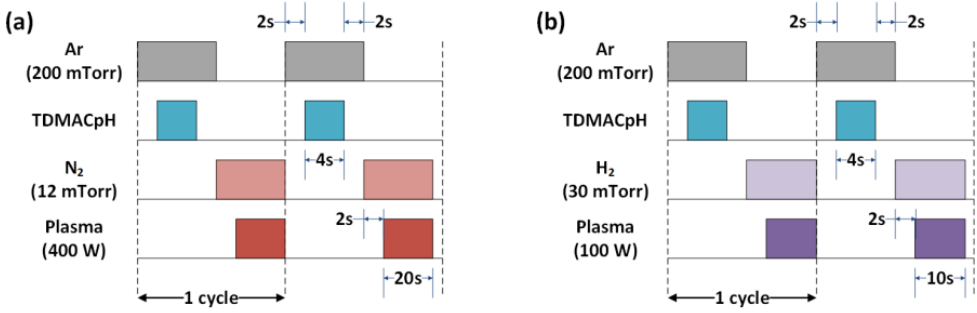 (a)
2s
2s
Ar
(200 mTorr)
TDMACpH
4s
N₂
(12 mTorr)
2s
Plasma
(400 W)
20s
1 cycle
(b)
2s
2s
Ar
(200 mTorr)
TDMACpH
4s
H₂
(30 mTorr)
2s
Plasma
(100 W)
10s
1 cycle